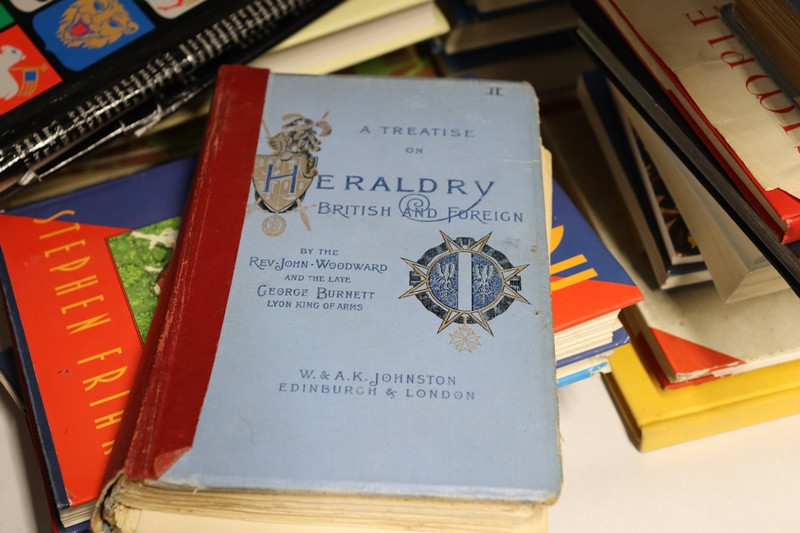 II
A TREATISE
ON
HERALDRY
BRITISH AND FOREIGN
BY THE
REV. JOHN · WOODWARD
AND THE LATE
GEORGE BURNETT
LYON KING OF ARMS
W. & A. K. JOHNSTON
EDINBURGH & LONDON
STEPHEN FRIA